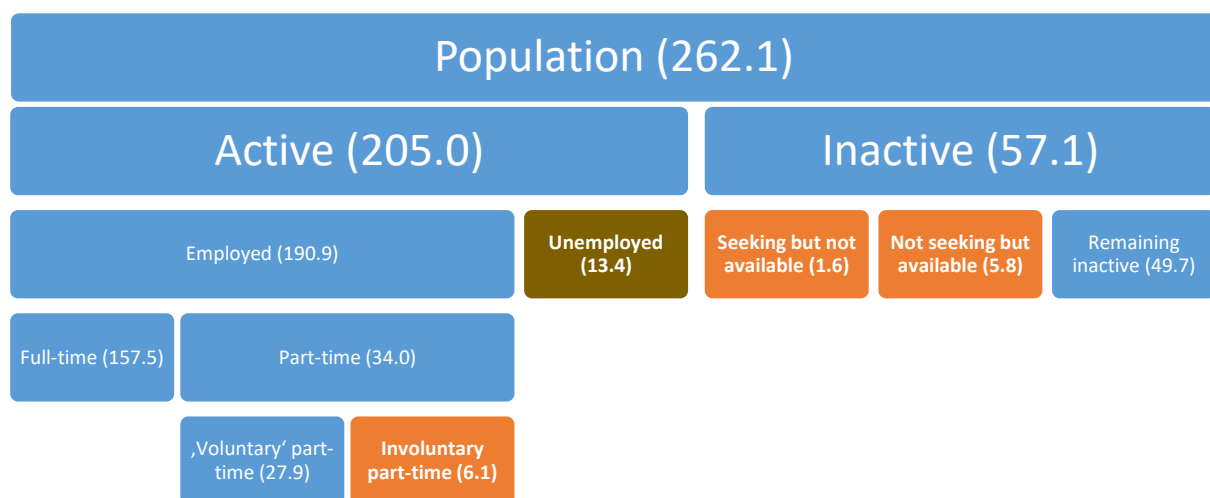 Population (262.1)
Active (205.0)
Inactive (57.1)
Employed (190.9)
Unemployed
(13.4)
Seeking but not
available (1.6)
Not seeking but
available (5.8)
Remaining
inactive (49.7)
Full-time (157.5)
Part-time (34.0)
‚Voluntary‘ part-
time (27.9)
Involuntary
part-time (6.1)